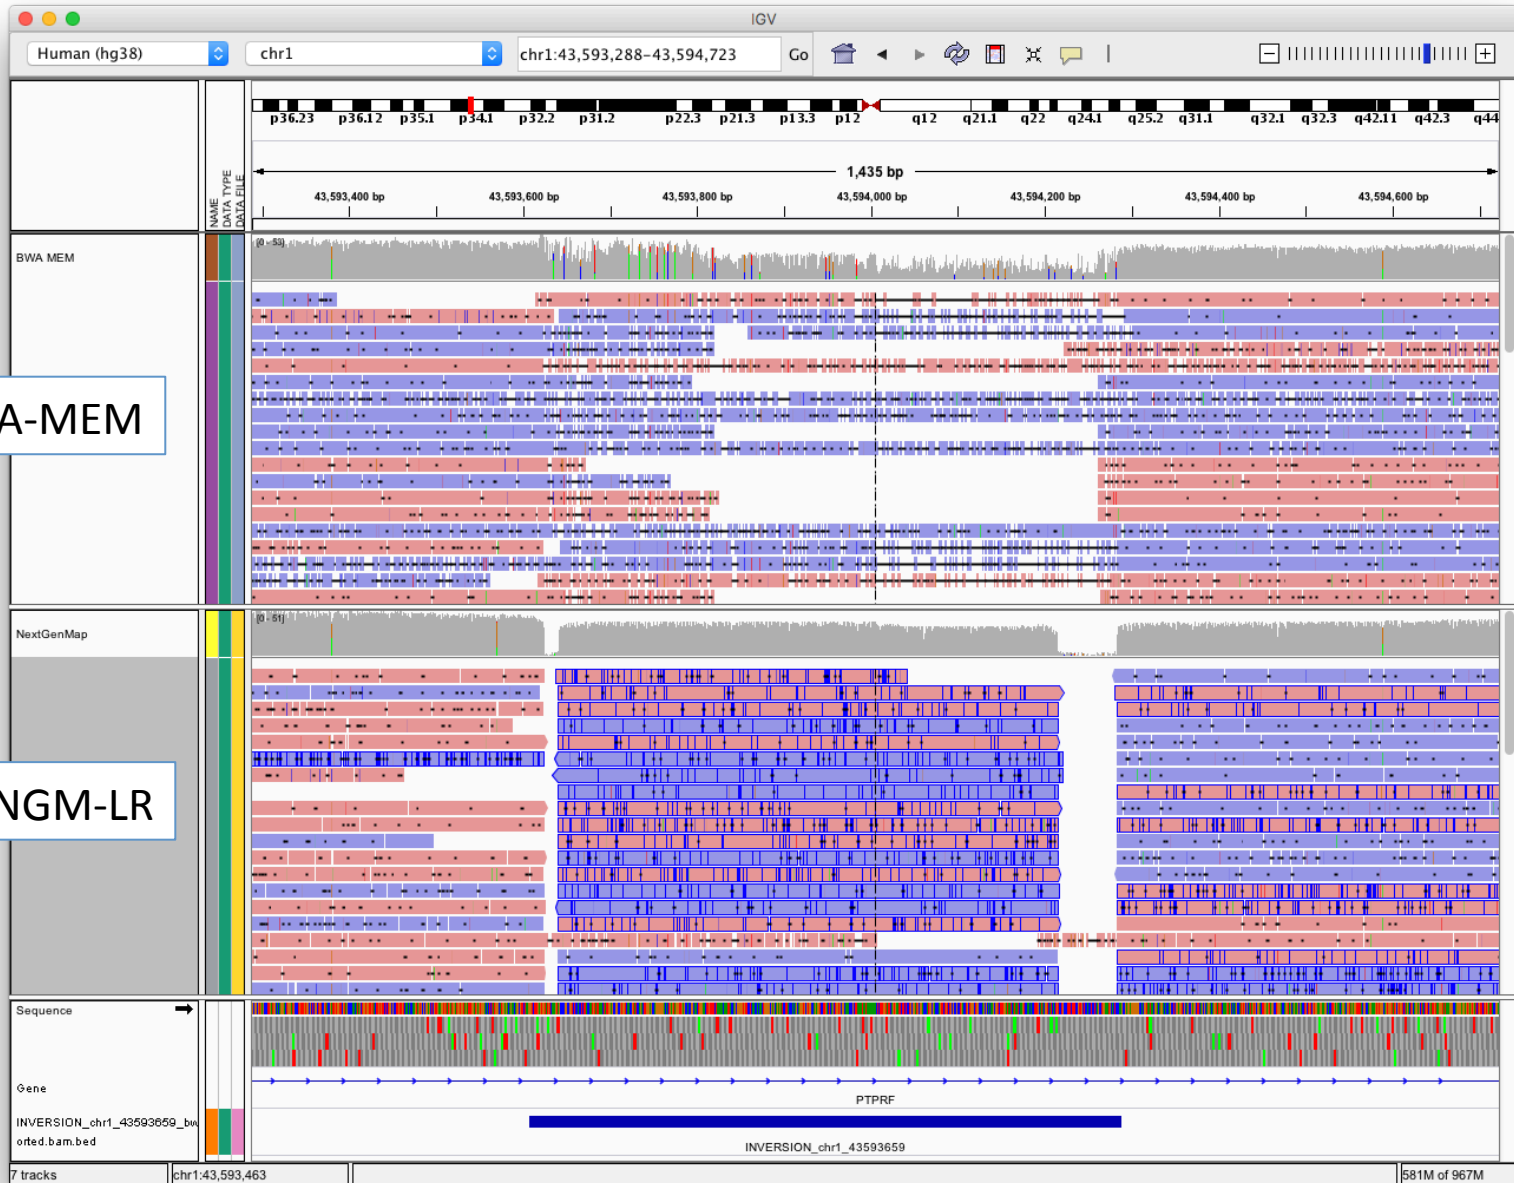 IGV
Human (hg38) chr1 chr1:43,593,288-43,594,723 Go
p36.23 p36.12 p35.1 p34.1 p32.2 p31.2 p22.3 p21.3 p13.3 p12 q12 q21.1 q22 q24.1 q25.2 q31.1 q32.1 q32.3 q42.11 q42.3 q44
1,435 bp
NAME
DATA TYPE
DATA FILE
43,593,400 bp 43,593,600 bp 43,593,800 bp 43,594,000 bp 43,594,200 bp 43,594,400 bp 43,594,600 bp
[0 - 53]
BWA MEM
A-MEM
[0 - 51]
NextGenMap
NGM-LR
Sequence
Gene
PTPRF
INVERSION_chr1_43593659_bw
orted.bam.bed
INVERSION_chr1_43593659
7 tracks chr1:43,593,463 581M of 967M